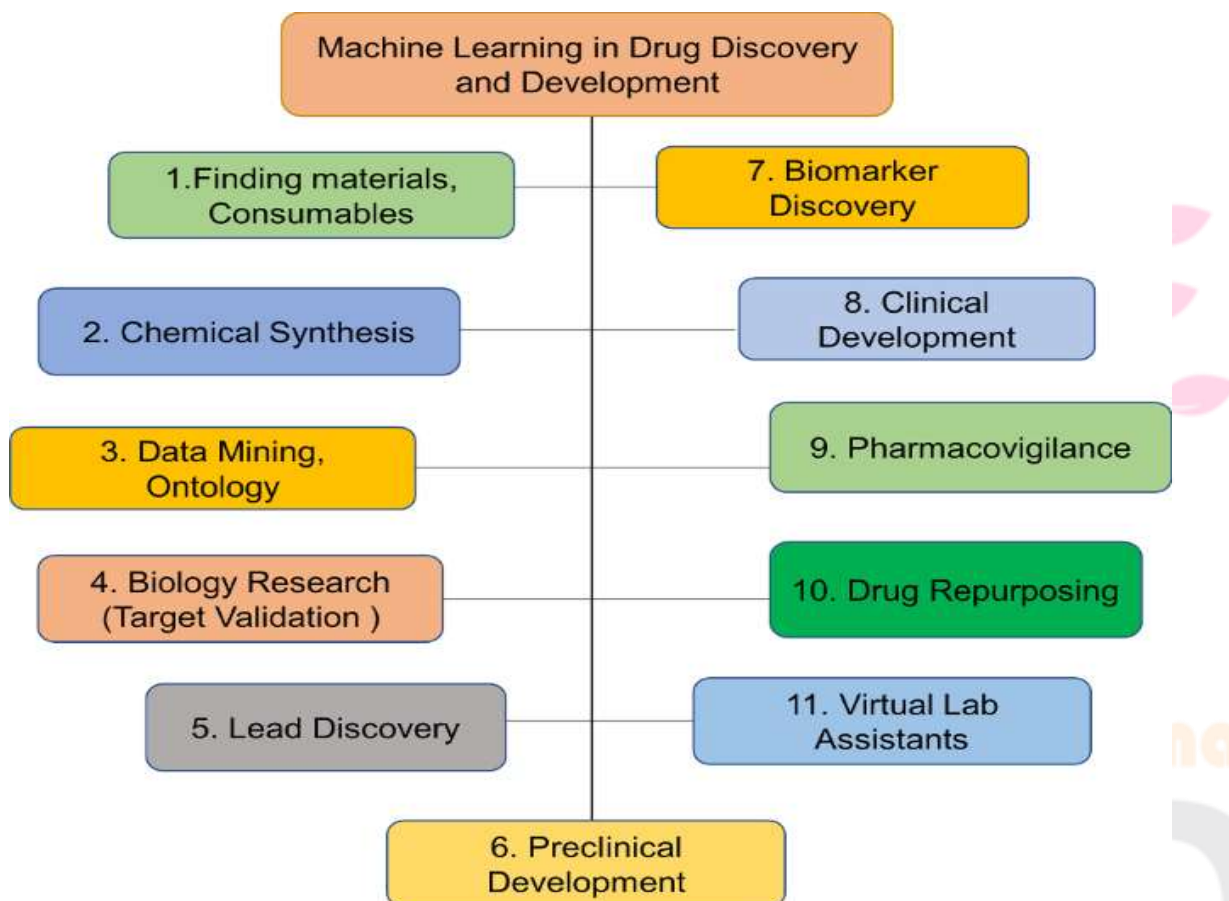 Machine Learning in Drug Discovery
and Development
1.Finding materials,
Consumables
2. Chemical Synthesis
3. Data Mining,
Ontology
4. Biology Research
(Target Validation )
5. Lead Discovery
6. Preclinical
Development
7. Biomarker
Discovery
8. Clinical
Development
9. Pharmacovigilance
10. Drug Repurposing
11. Virtual Lab
Assistants